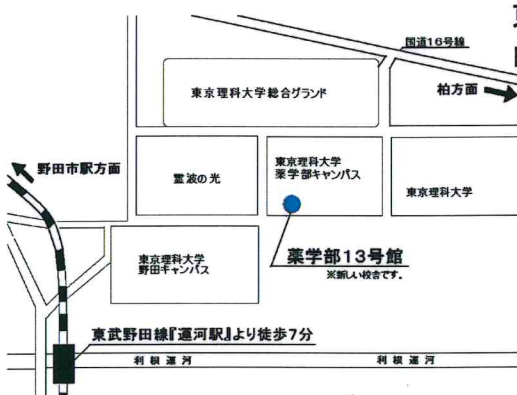 国道16号線
東京理科大学総合グランド
柏方面
野田市駅方面
霊波の光
東京理科大学
薬学部キャンパス
東京理科大学
東京理科大学
野田キャンパス
薬学部13号館
※新しい校舎です。
東武野田線『運河駅』より徒歩7分
利根運河
利根運河